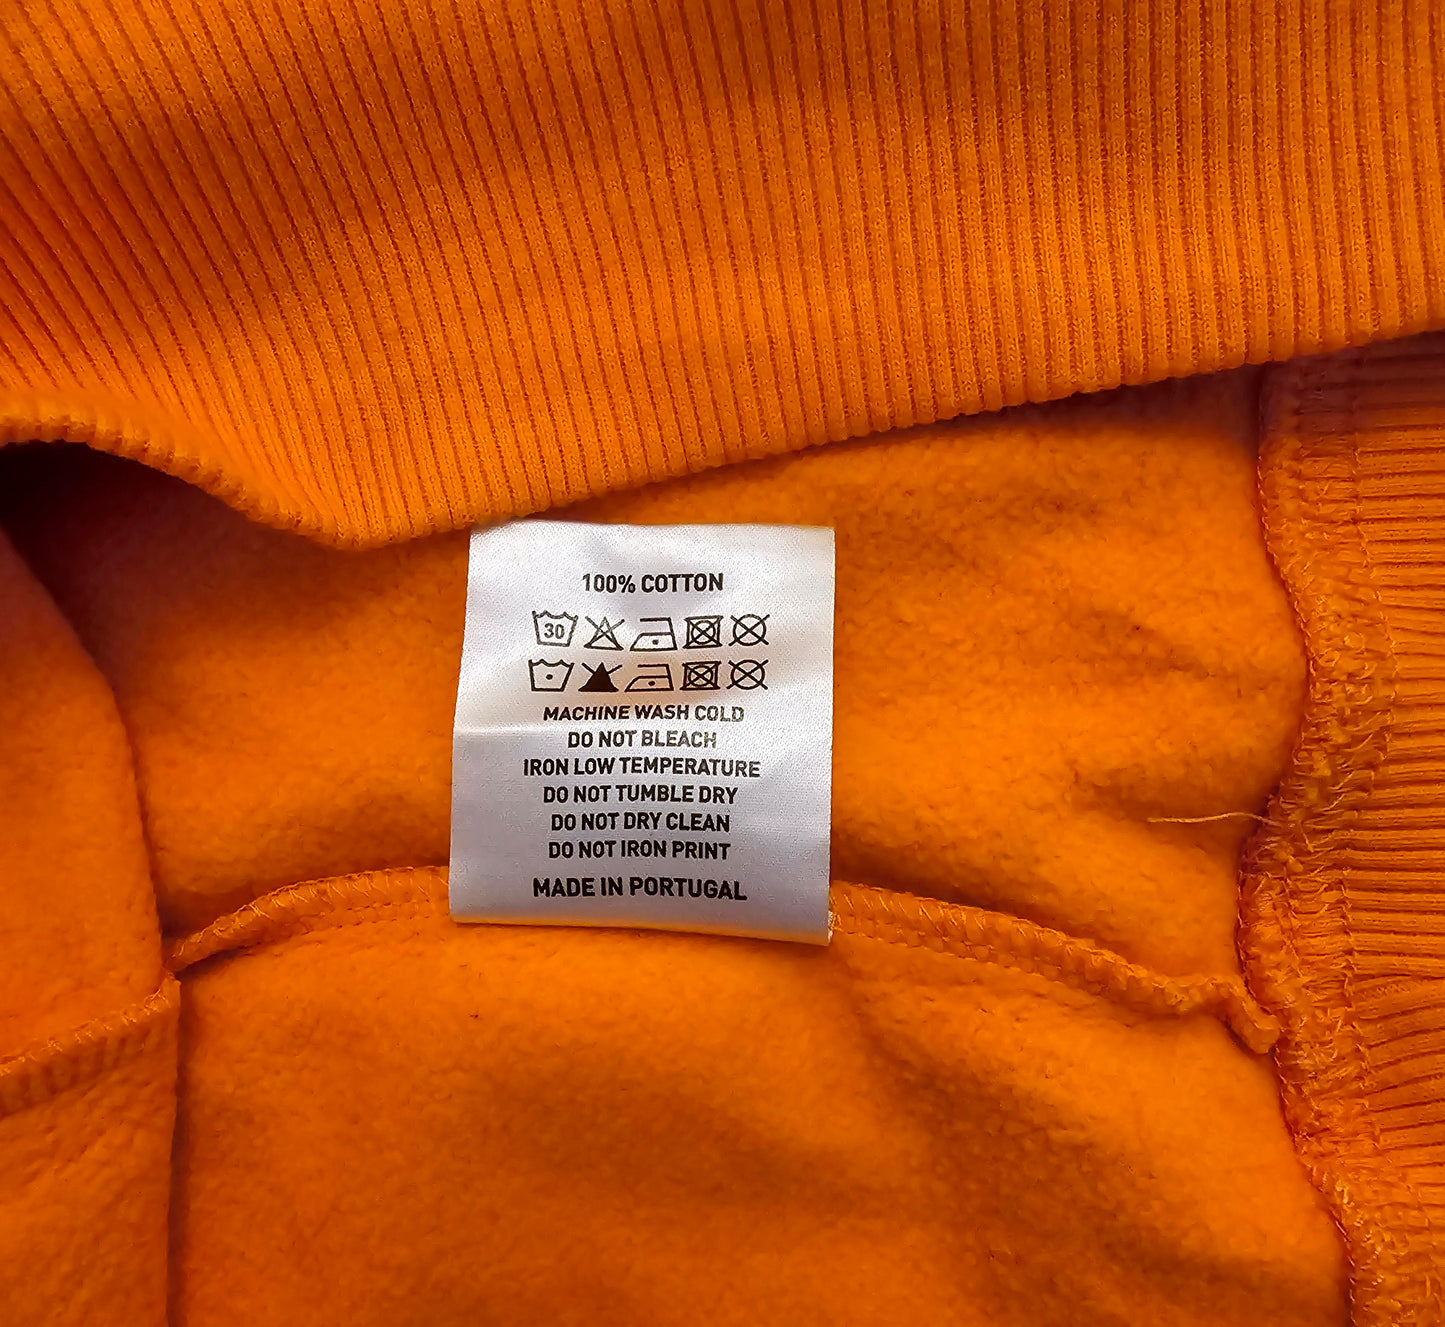 100% COTTON
30
MACHINE WASH COLD
DO NOT BLEACH
IRON LOW TEMPERATURE
DO NOT TUMBLE DRY
DO NOT DRY CLEAN
DO NOT IRON PRINT
MADE IN PORTUGAL